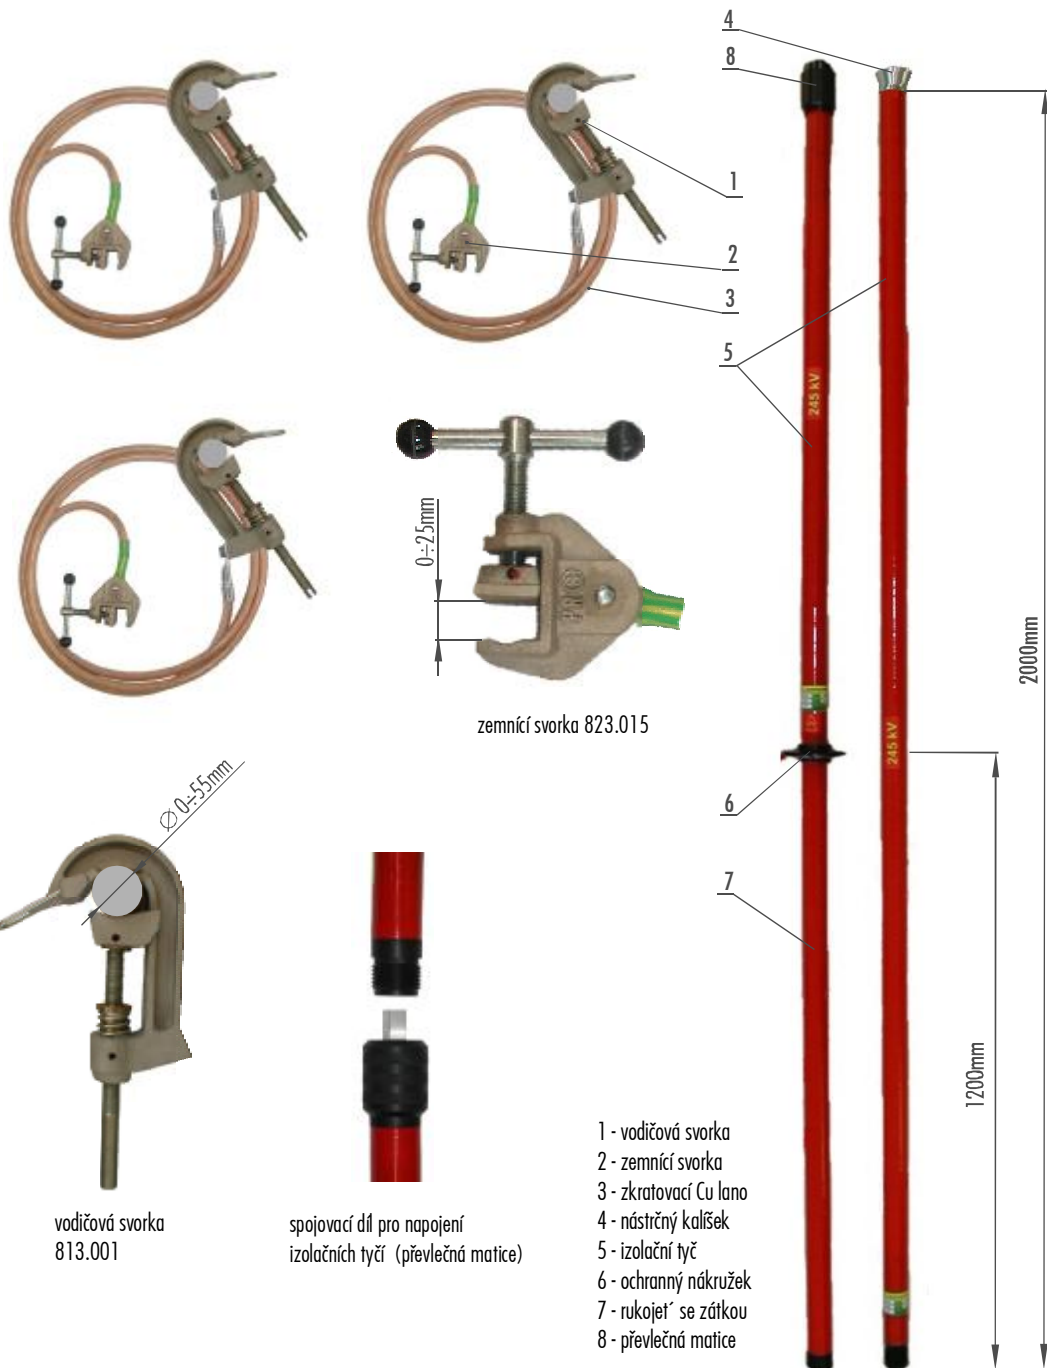 4
8
1
2
3
5
245 kV
0÷25mm
2000mm
zemnící svorka 823.015
245 kV
6
Ø 0÷55mm
7
1200mm
1 - vodičová svorka
2 - zemnící svorka
3 - zkratovací Cu lano
4 - nástrčný kalíšek
5 - izolační tyč
6 - ochranný nákružek
7 - rukojet´ se zátkou
8 - převlečná matice
vodičová svorka
813.001
spojovací díl pro napojení
izolačních tyčí (převlečná matice)